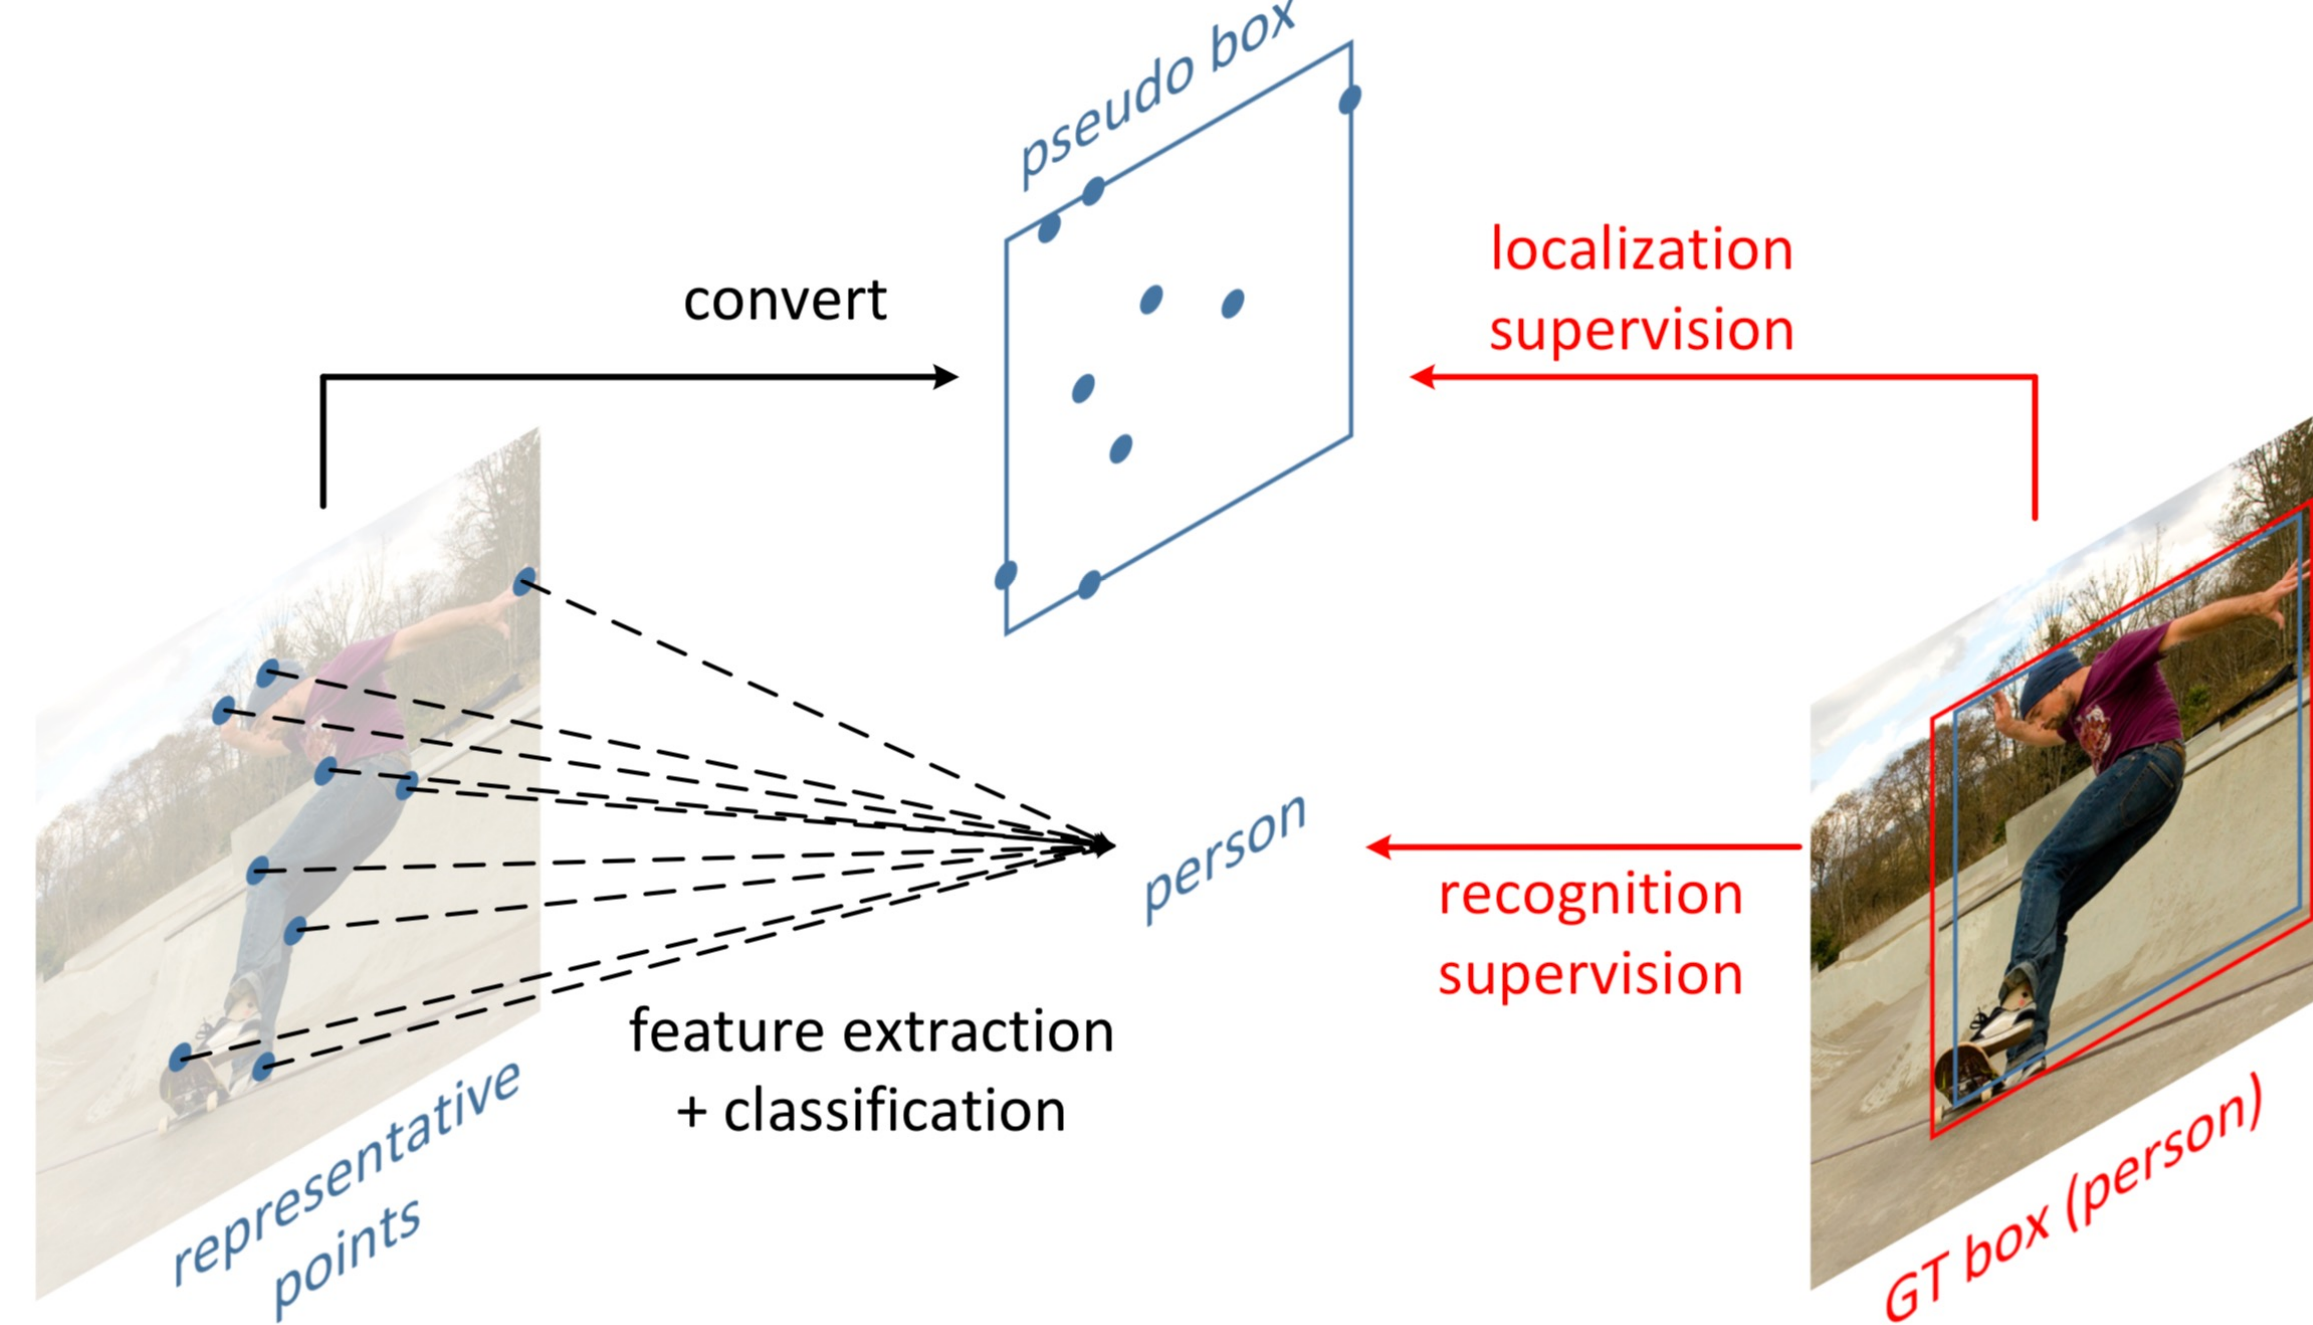 pseudo box
convert
localization
supervision
person
recognition
supervision
feature extraction
+ classification
representative
points
GT box (person)